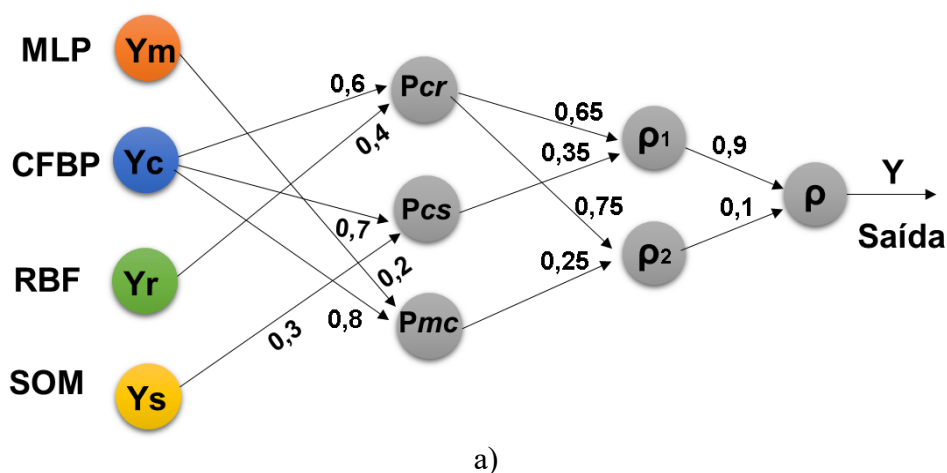 MLP
Ym
CFBP
Yc
RBF
Yr
SOM
Ys
0,6
0,4
0,7
0,2
0,8
0,3
Pcr
Pcs
Pmc
0,65
0,35
0,75
0,25
ρ1
ρ2
0,9
0,1
ρ
Y
Saída
a)